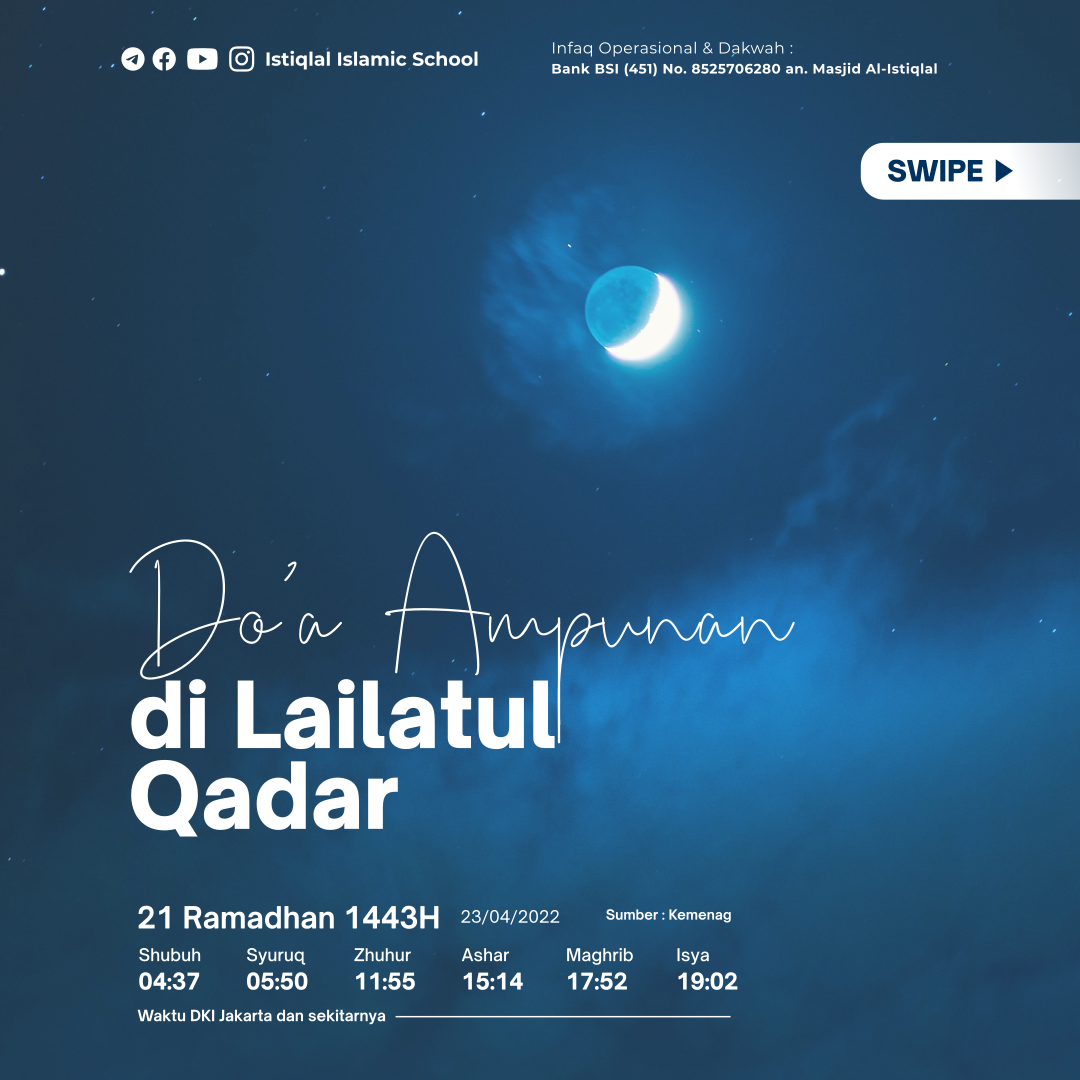 Istiqlal Islamic School
Infaq Operasional & Dakwah :
Bank BSI (451) No. 8525706280 an. Masjid Al-Istiqlal
SWIPE
Do'a Ampunan
di Lailatul
Qadar
21 Ramadhan 1443H 23/04/2022 Sumber : Kemenag
Shubuh Syuruq Zhuhur Ashar Maghrib Isya
04:37 05:50 11:55 15:14 17:52 19:02
Waktu DKI Jakarta dan sekitarnya